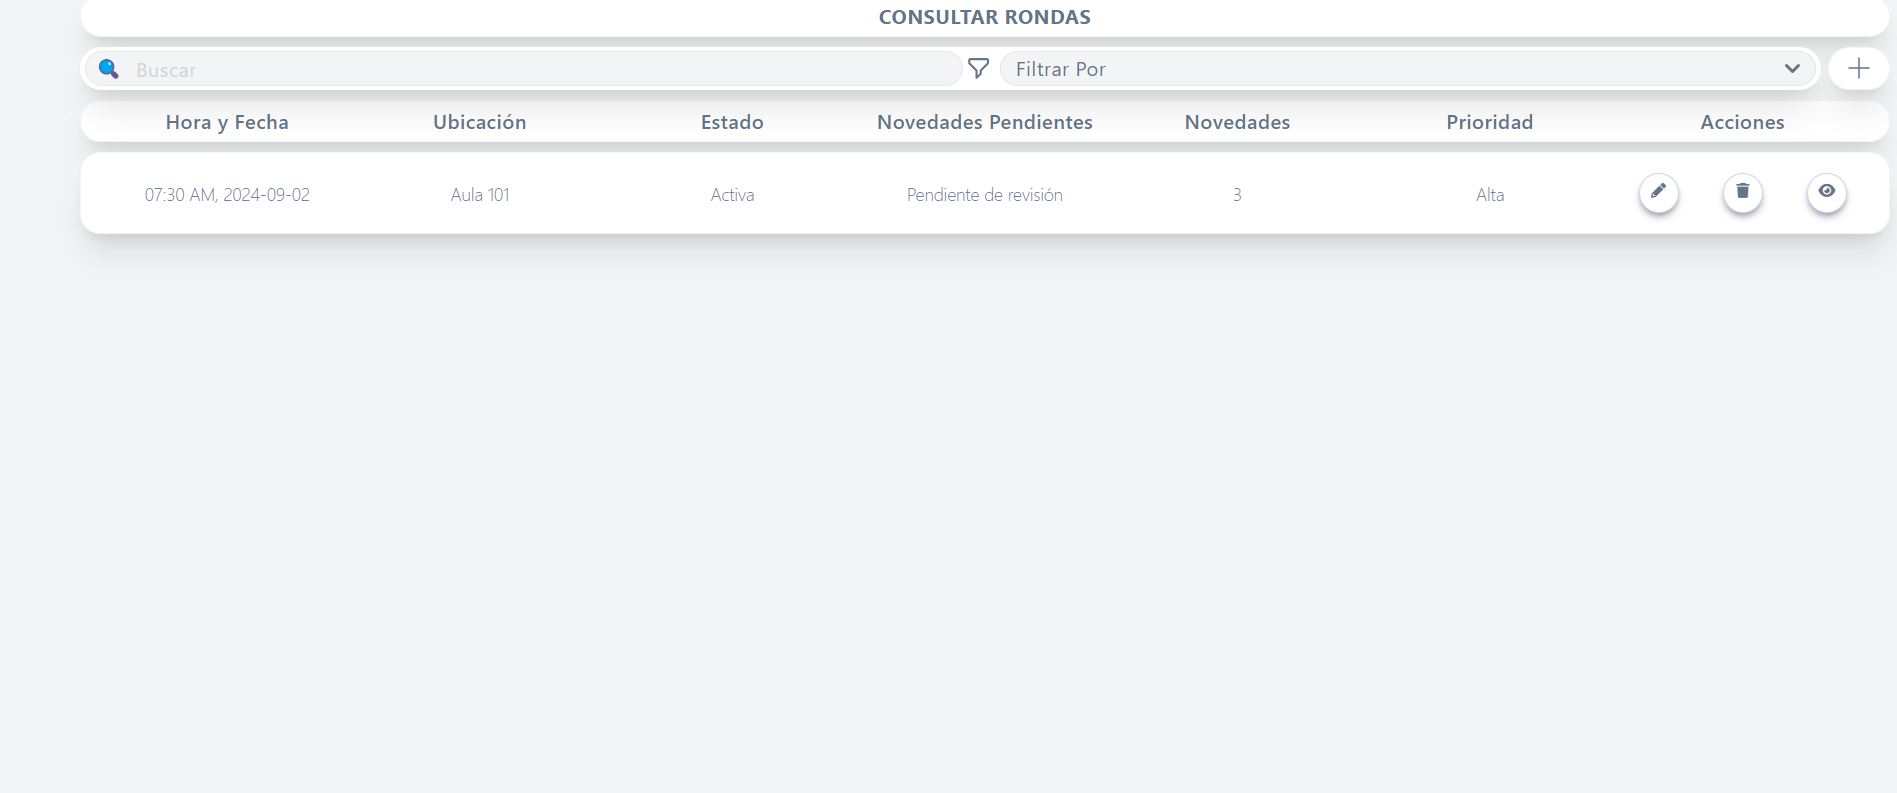 CONSULTAR RONDAS
Buscar
Filtrar Por
Hora y Fecha Ubicación Estado Novedades Pendientes Novedades Prioridad Acciones
07:30 AM, 2024-09-02 Aula 101 Activa Pendiente de revisión 3 Alta